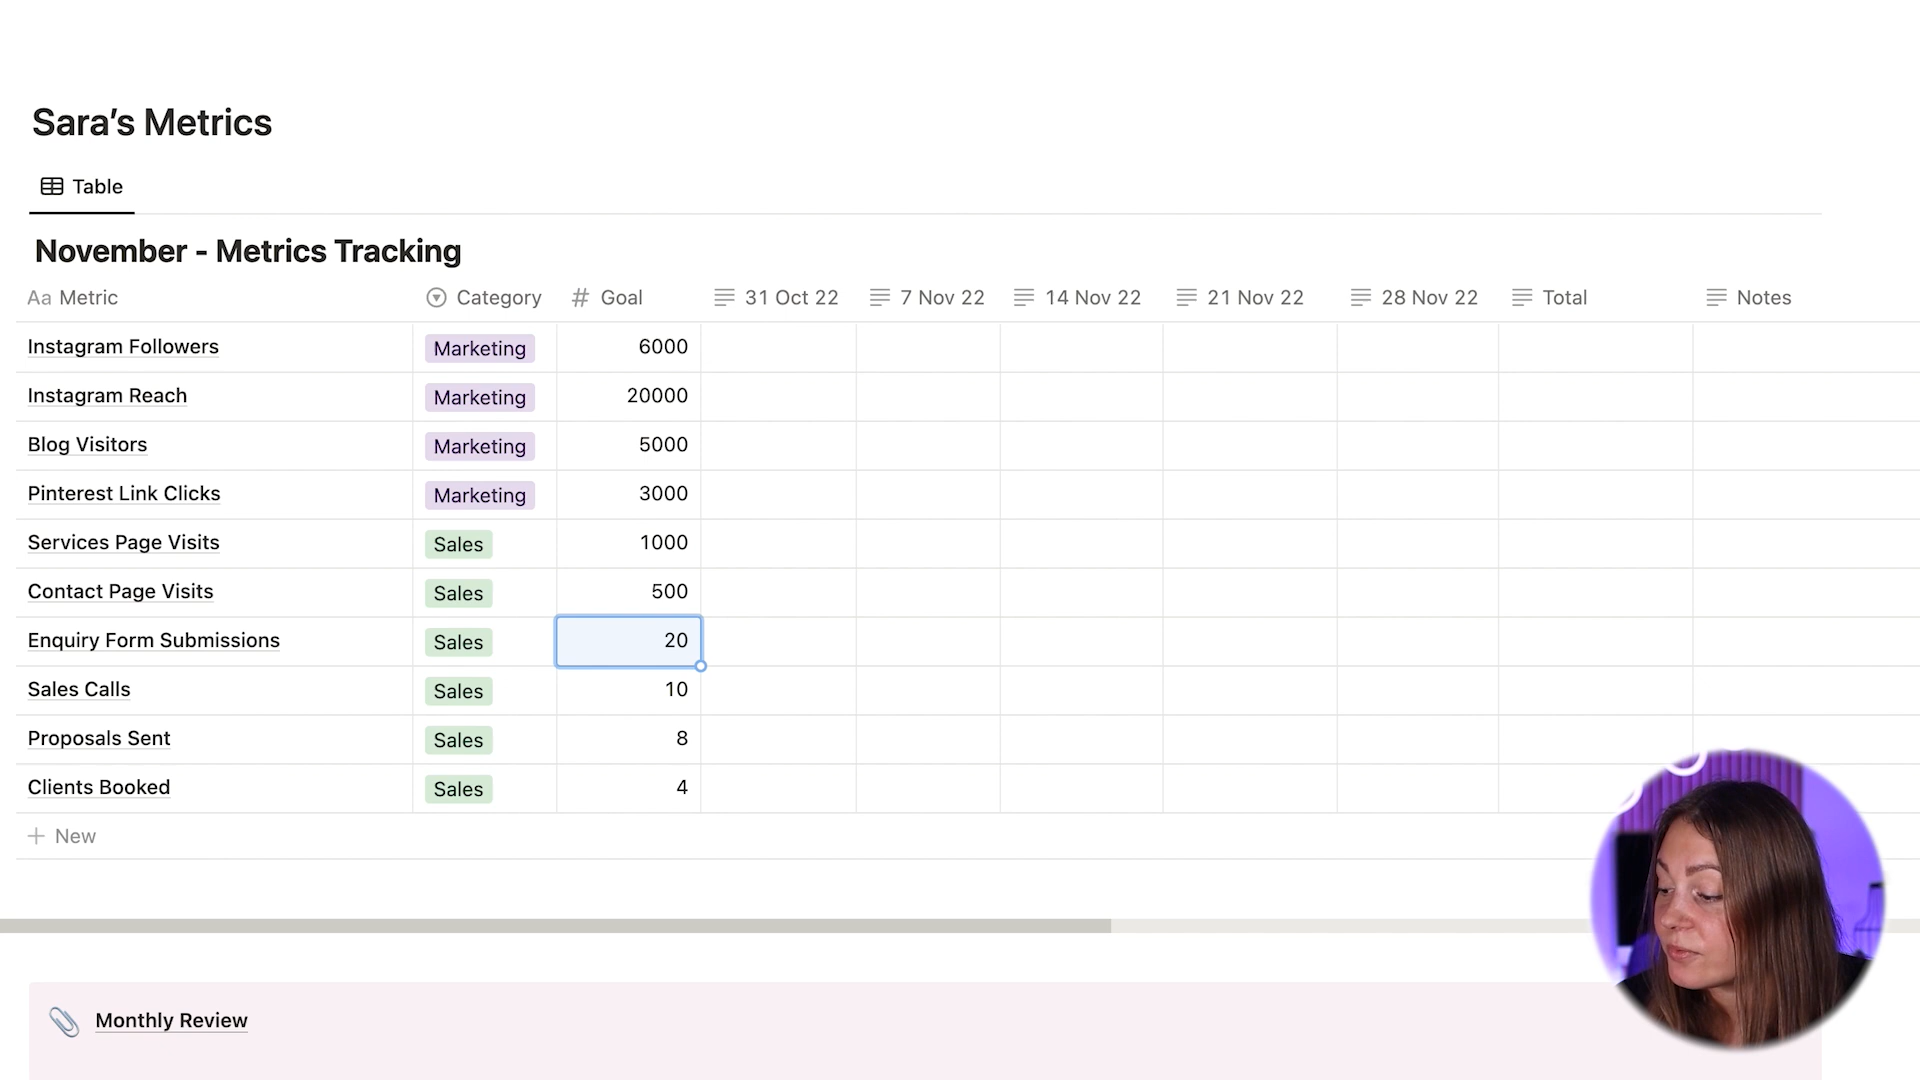 Sara's Metrics
Table
November - Metrics Tracking
Aa Metric Category # Goal 31 Oct 22 7 Nov 22 14 Nov 22 21 Nov 22 28 Nov 22 Total Notes
Instagram Followers Marketing 6000
Instagram Reach Marketing 20000
Blog Visitors Marketing 5000
Pinterest Link Clicks Marketing 3000
Services Page Visits Sales 1000
Contact Page Visits Sales 500
Enquiry Form Submissions Sales 20
Sales Calls Sales 10
Proposals Sent Sales 8
Clients Booked Sales 4
+ New
Monthly Review